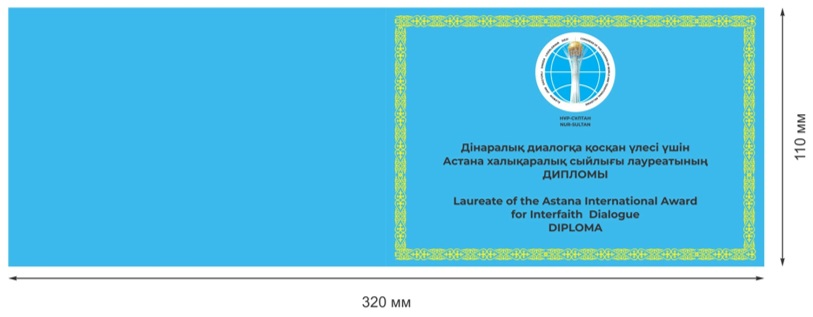 НҰР-СҰЛТАН
NUR-SULTAN
Дінаралық диалогқа қосқан үлесі үшін
Астана халықаралық сыйлығы лауреатының
ДИПЛОМЫ
Laureate of the Astana International Award
for Interfaith Dialogue
DIPLOMA
110 мм
320 мм